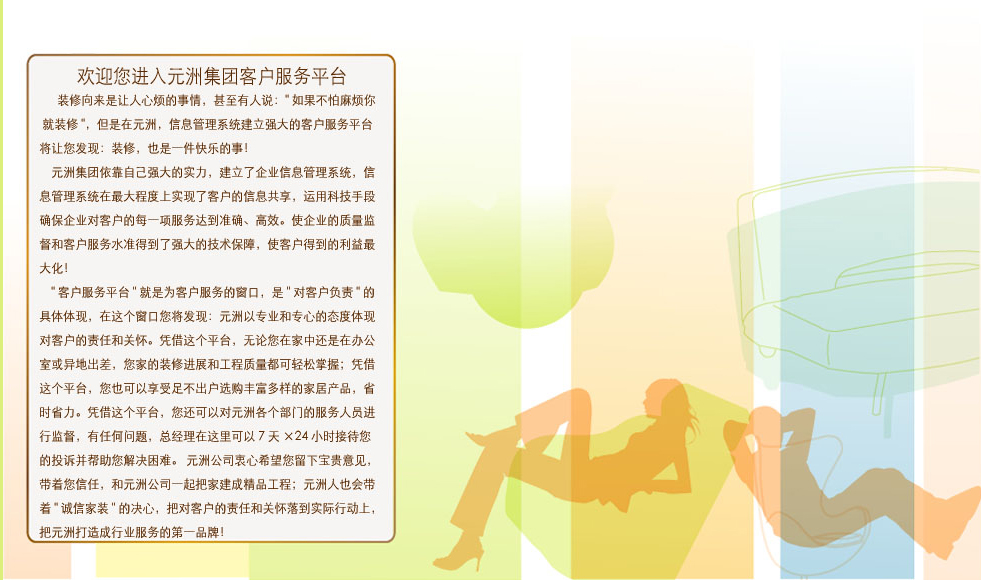 欢迎您进入元洲集团客户服务平台
装修向来是让人心烦的事情，甚至有人说："如果不怕麻烦你
就装修"，但是在元洲，信息管理系统建立强大的客户服务平台
将让您发现：装修，也是一件快乐的事！
元洲集团依靠自己强大的实力，建立了企业信息管理系统，信
息管理系统在最大程度上实现了客户的信息共享，运用科技手段
确保企业对客户的每一项服务达到准确、高效。使企业的质量监
督和客户服务水准得到了强大的技术保障，使客户得到的利益最
大化！
"客户服务平台"就是为客户服务的窗口，是"对客户负责"的
具体体现，在这个窗口您将发现：元洲以专业和专心的态度体现
对客户的责任和关怀。凭借这个平台，无论您在家中还是在办公
室或异地出差，您家的装修进展和工程质量都可轻松掌握；凭借
这个平台，您也可以享受足不出户选购丰富多样的家居产品，省
时省力。凭借这个平台，您还可以对元洲各个部门的服务人员进
行监督，有任何问题，总经理在这里可以7天×24小时接待您
的投诉并帮助您解决困难。 元洲公司衷心希望您留下宝贵意见，
带着您信任，和元洲公司一起把家建成精品工程；元洲人也会带
着"诚信家装"的决心，把对客户的责任和关怀落到实际行动上，
把元洲打造成行业服务的第一品牌！